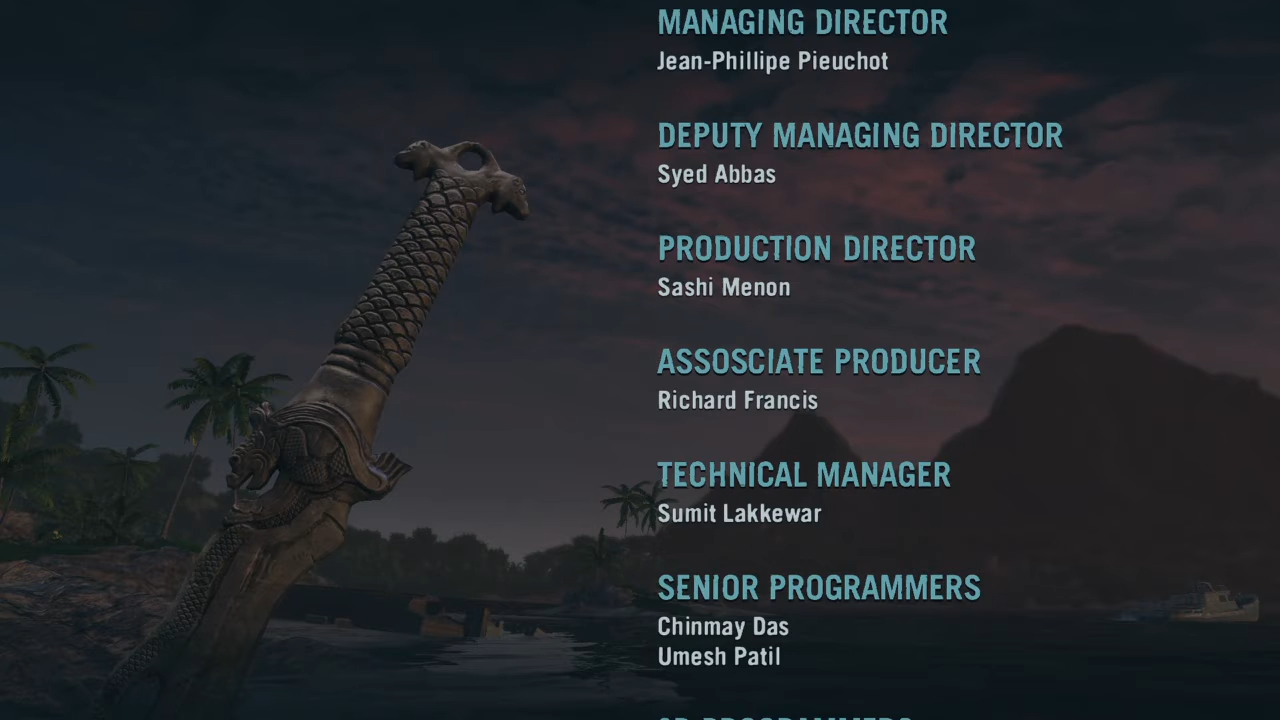 MANAGING DIRECTOR
Jean-Phillipe Pieuchot
DEPUTY MANAGING DIRECTOR
Syed Abbas
PRODUCTION DIRECTOR
Sashi Menon
ASSOSCIATE PRODUCER
Richard Francis
TECHNICAL MANAGER
Sumit Lakkewar
SENIOR PROGRAMMERS
Chinmay Das
Umesh Patil